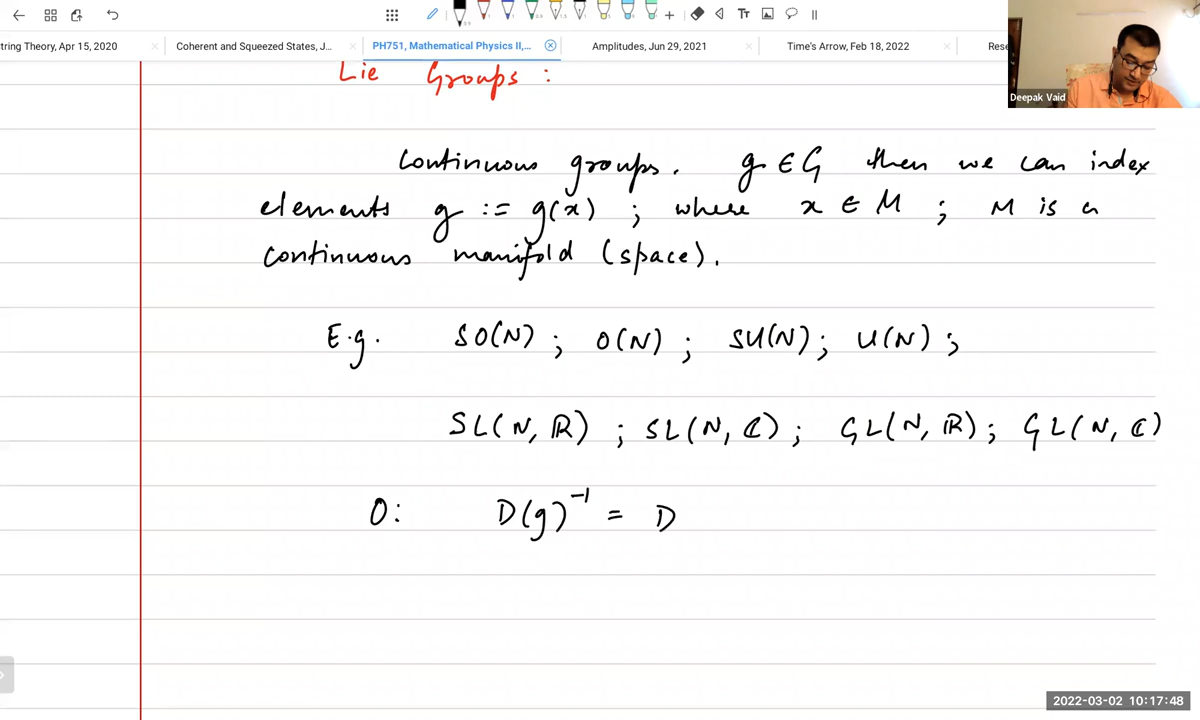 tring Theory, Apr 15, 2020
Coherent and Squeezed States, J...
PH751, Mathematical Physics II,...
Amplitudes, Jun 29, 2021
Time's Arrow, Feb 18, 2022
Rese
Deepak Vaid
Lie Groups :
Continuous groups. g ∈ G then we can index
elements g := g(x) ; where x ∈ M ; M is a
continuous manifold (space).
E.g. SO(N) ; O(N) ; SU(N) ; U(N) ;
SL(N, ℝ) ; SL(N, ℂ) ; GL(N, ℝ) ; GL(N, ℂ)
O: D(g)⁻¹ = D
2022-03-02 10:17:48